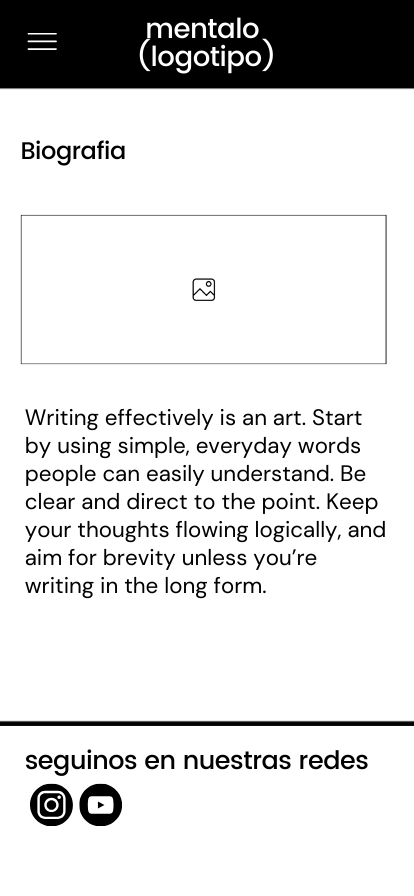 mentalo
(logotipo)
Biografia
Writing effectively is an art. Start
by using simple, everyday words
people can easily understand. Be
clear and direct to the point. Keep
your thoughts flowing logically, and
aim for brevity unless you’re
writing in the long form.
seguinos en nuestras redes